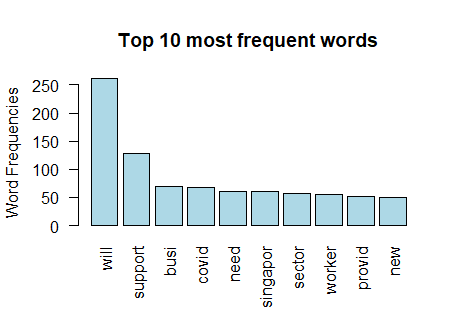 Top 10 most frequent words
Word Frequencies
250
200
150
100
50
0
will
support
busi
covid
need
singapor
sector
worker
provid
new